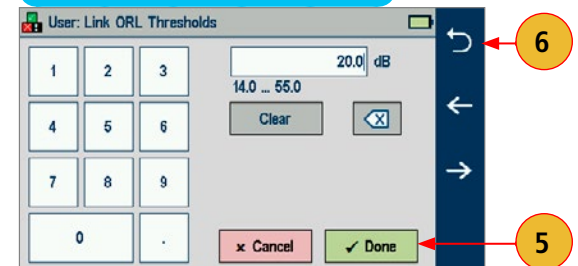 User: Link ORL Thresholds
20.0 dB
14.0 ... 55.0
1 2 3
Clear
4 5 6
7 8 9
0 .
× Cancel
✓ Done
6
5